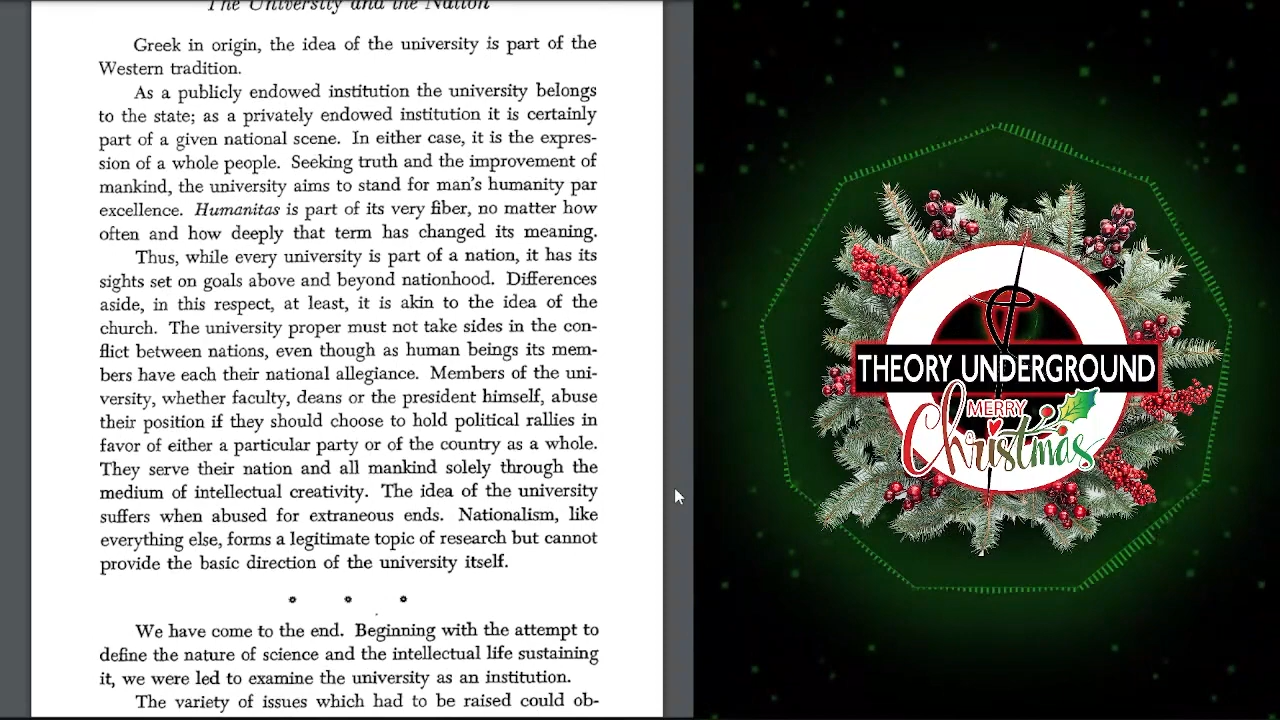 The University and the Nation
Greek in origin, the idea of the university is part of the
Western tradition.
As a publicly endowed institution the university belongs
to the state; as a privately endowed institution it is certainly
part of a given national scene. In either case, it is the expres-
sion of a whole people. Seeking truth and the improvement of
mankind, the university aims to stand for man's humanity par
excellence. Humanitas is part of its very fiber, no matter how
often and how deeply that term has changed its meaning.
Thus, while every university is part of a nation, it has its
sights set on goals above and beyond nationhood. Differences
aside, in this respect, at least, it is akin to the idea of the
church. The university proper must not take sides in the con-
flict between nations, even though as human beings its mem-
bers have each their national allegiance. Members of the uni-
versity, whether faculty, deans or the president himself, abuse
their position if they should choose to hold political rallies in
favor of either a particular party or of the country as a whole.
They serve their nation and all mankind solely through the
medium of intellectual creativity. The idea of the university
suffers when abused for extraneous ends. Nationalism, like
everything else, forms a legitimate topic of research but cannot
provide the basic direction of the university itself.
We have come to the end. Beginning with the attempt to
define the nature of science and the intellectual life sustaining
it, we were led to examine the university as an institution.
The variety of issues which had to be raised could ob-
THEORY UNDERGROUND
MERRY
Christmas